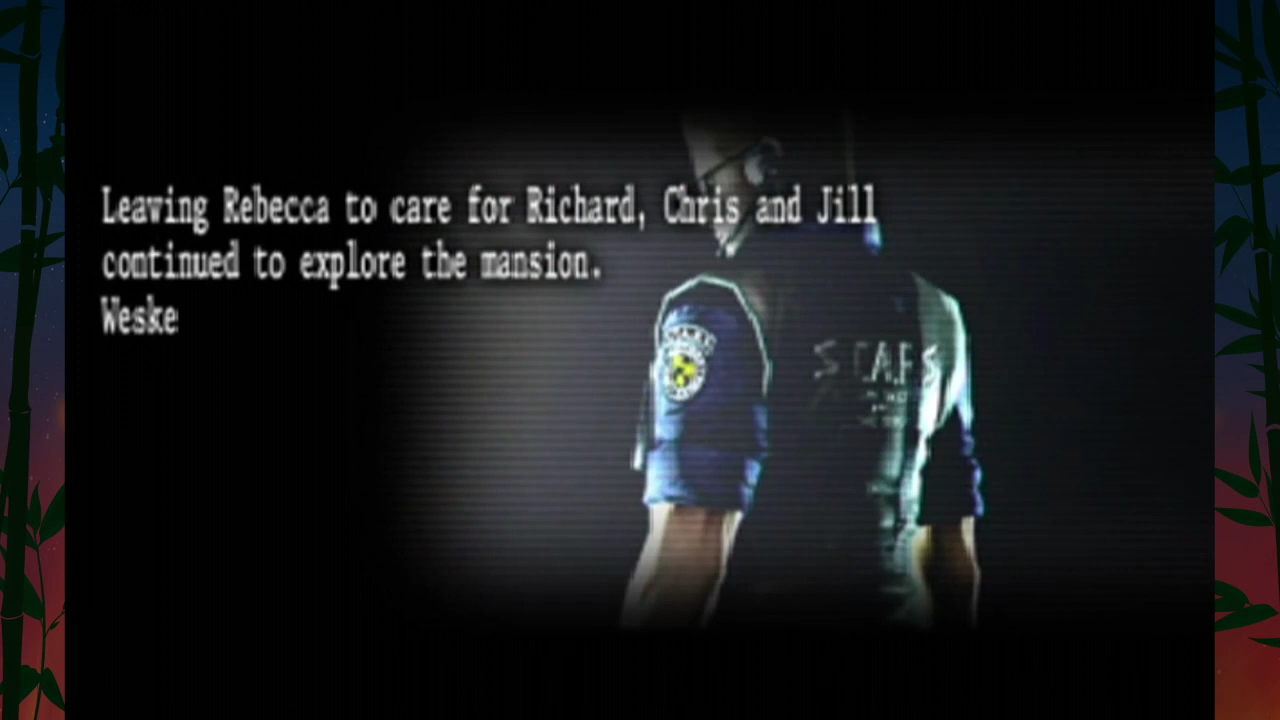 Leaving Rebecca to care for Richard, Chris and Jill
continued to explore the mansion.
Weske